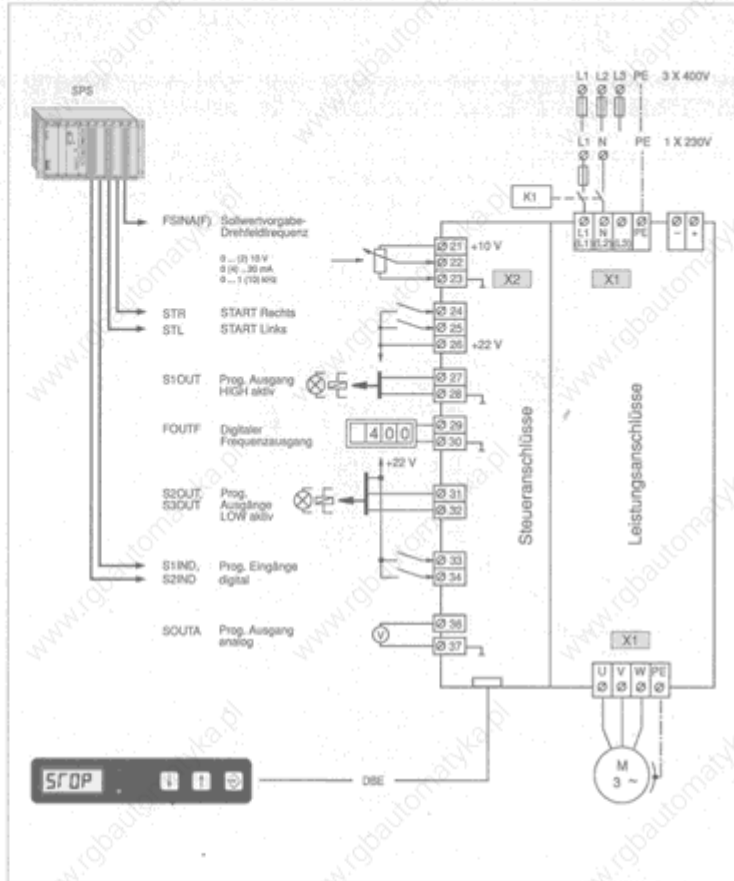 L1 L2 L3 PE 3 X 400V
SPS
L1 N PE 1 X 230V
K1
FSINA(F) Sollwertvorgabe-
Drehfeldfrequenz
L1 N PE
(L1) (L2) (L3)
− +
0 ... (2) 10 V
0 (4) ...20 mA
0 ... 1 (10) kHz
21 +10 V
22
23
X2
X1
STR START Rechts
STL START Links
24
25
26 +22 V
S1OUT Prog. Ausgang
HIGH aktiv
27
28
FOUTF Digitaler
Frequenzausgang
400
29
30
+22 V
S2OUT, Prog.
S3OUT Ausgänge
LOW aktiv
31
32
Steueranschlüsse
Leistungsanschlüsse
S1IND, Prog. Eingänge
S2IND digital
33
34
SOUTA Prog. Ausgang
analog
V
36
37
X1
U V W PE
M
3 ~
STOP
DBE
www.rgbautomatyka.pl